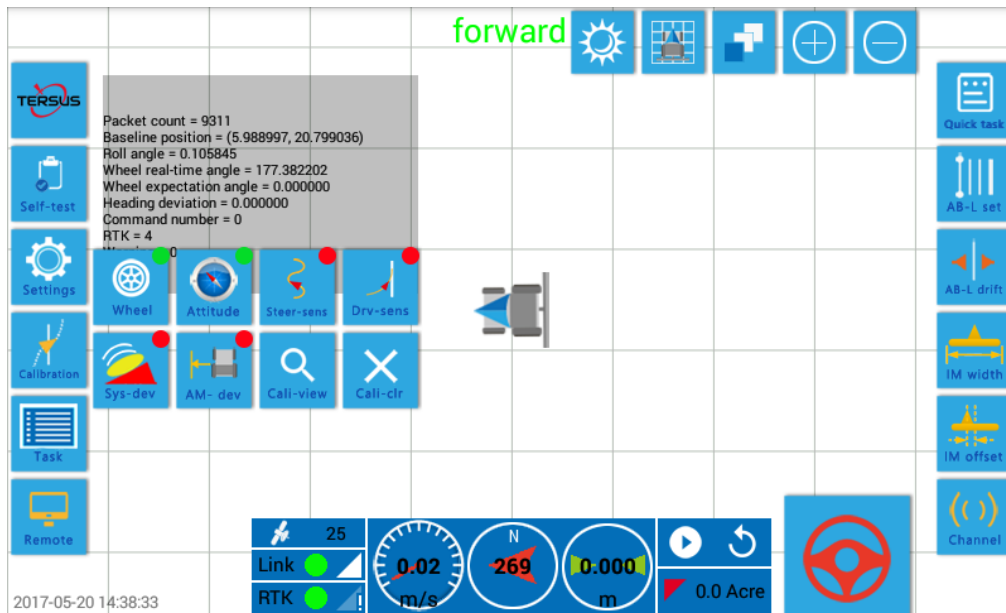 forward
TERSUS
Packet count = 9311
Baseline position = (5.988997, 20.799036)
Roll angle = 0.105845
Wheel real-time angle = 177.382202
Wheel expectation angle = 0.000000
Heading deviation = 0.000000
Command number = 0
RTK = 4
0
Self-test
Settings
Calibration
Task
Remote
Wheel
Attitude
Steer-sens
Drv-sens
Sys-dev
AM- dev
Cali-view
Cali-clr
Quick task
AB-L set
AB-L drift
IM width
IM offset
Channel
25
Link
RTK
0.02
m/s
N
269
0.000
m
0.0 Acre
2017-05-20 14:38:33